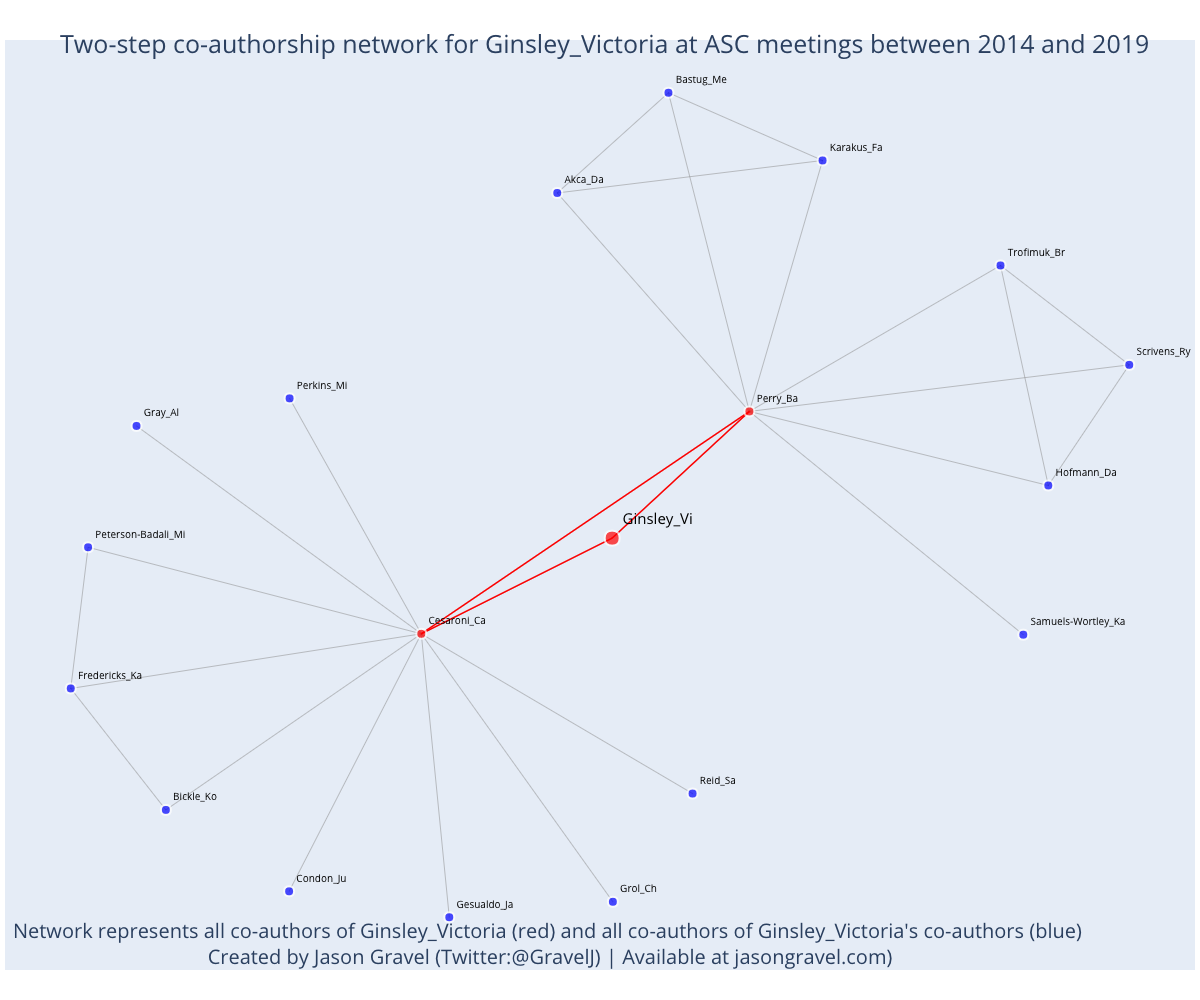 Two-step co-authorship network for Ginsley_Victoria at ASC meetings between 2014 and 2019
Bastug_Me
Karakus_Fa
Akca_Da
Trofimuk_Br
Scrivens_Ry
Perkins_Mi
Perry_Ba
Gray_Al
Hofmann_Da
Ginsley_Vi
Peterson-Badali_Mi
Cesaroni_Ca
Samuels-Wortley_Ka
Fredericks_Ka
Reid_Sa
Bickle_Ko
Condon_Ju
Grol_Ch
Gesualdo_Ja
Network represents all co-authors of Ginsley_Victoria (red) and all co-authors of Ginsley_Victoria's co-authors (blue)
Created by Jason Gravel (Twitter:@GravelJ) | Available at jasongravel.com)